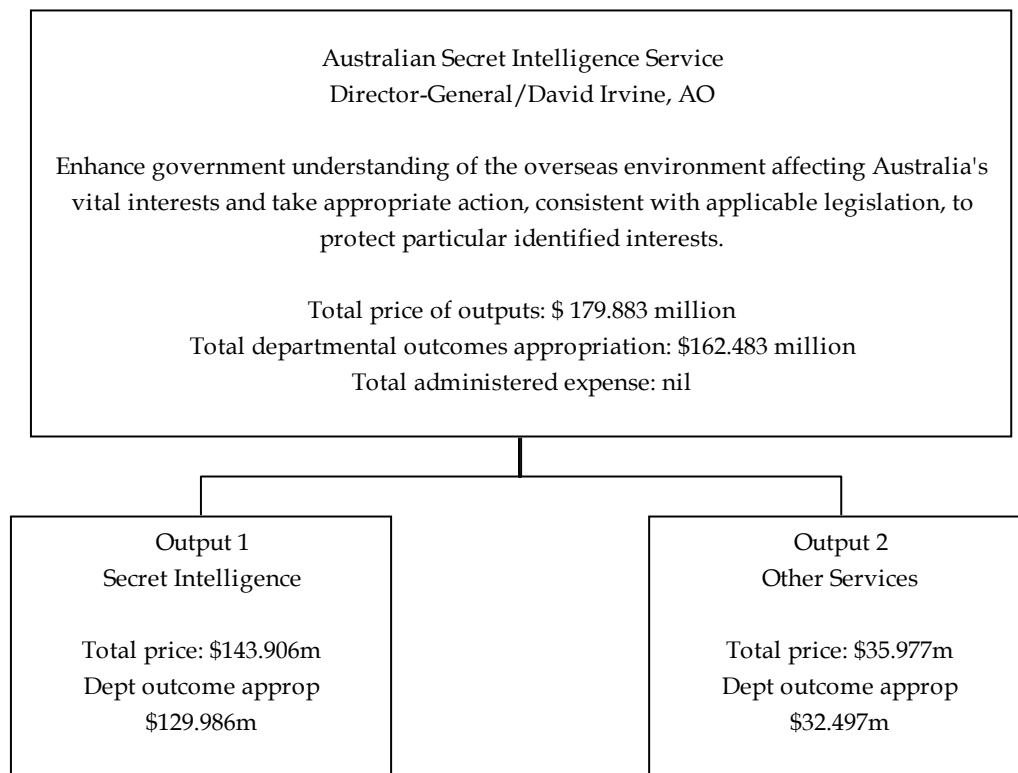 Australian Secret Intelligence Service
Director-General/David Irvine, AO
Enhance government understanding of the overseas environment affecting Australia's
vital interests and take appropriate action, consistent with applicable legislation, to
protect particular identified interests.
Total price of outputs: $ 179.883 million
Total departmental outcomes appropriation: $162.483 million
Total administered expense: nil
Output 1
Secret Intelligence
Total price: $143.906m
Dept outcome approp
$129.986m
Output 2
Other Services
Total price: $35.977m
Dept outcome approp
$32.497m